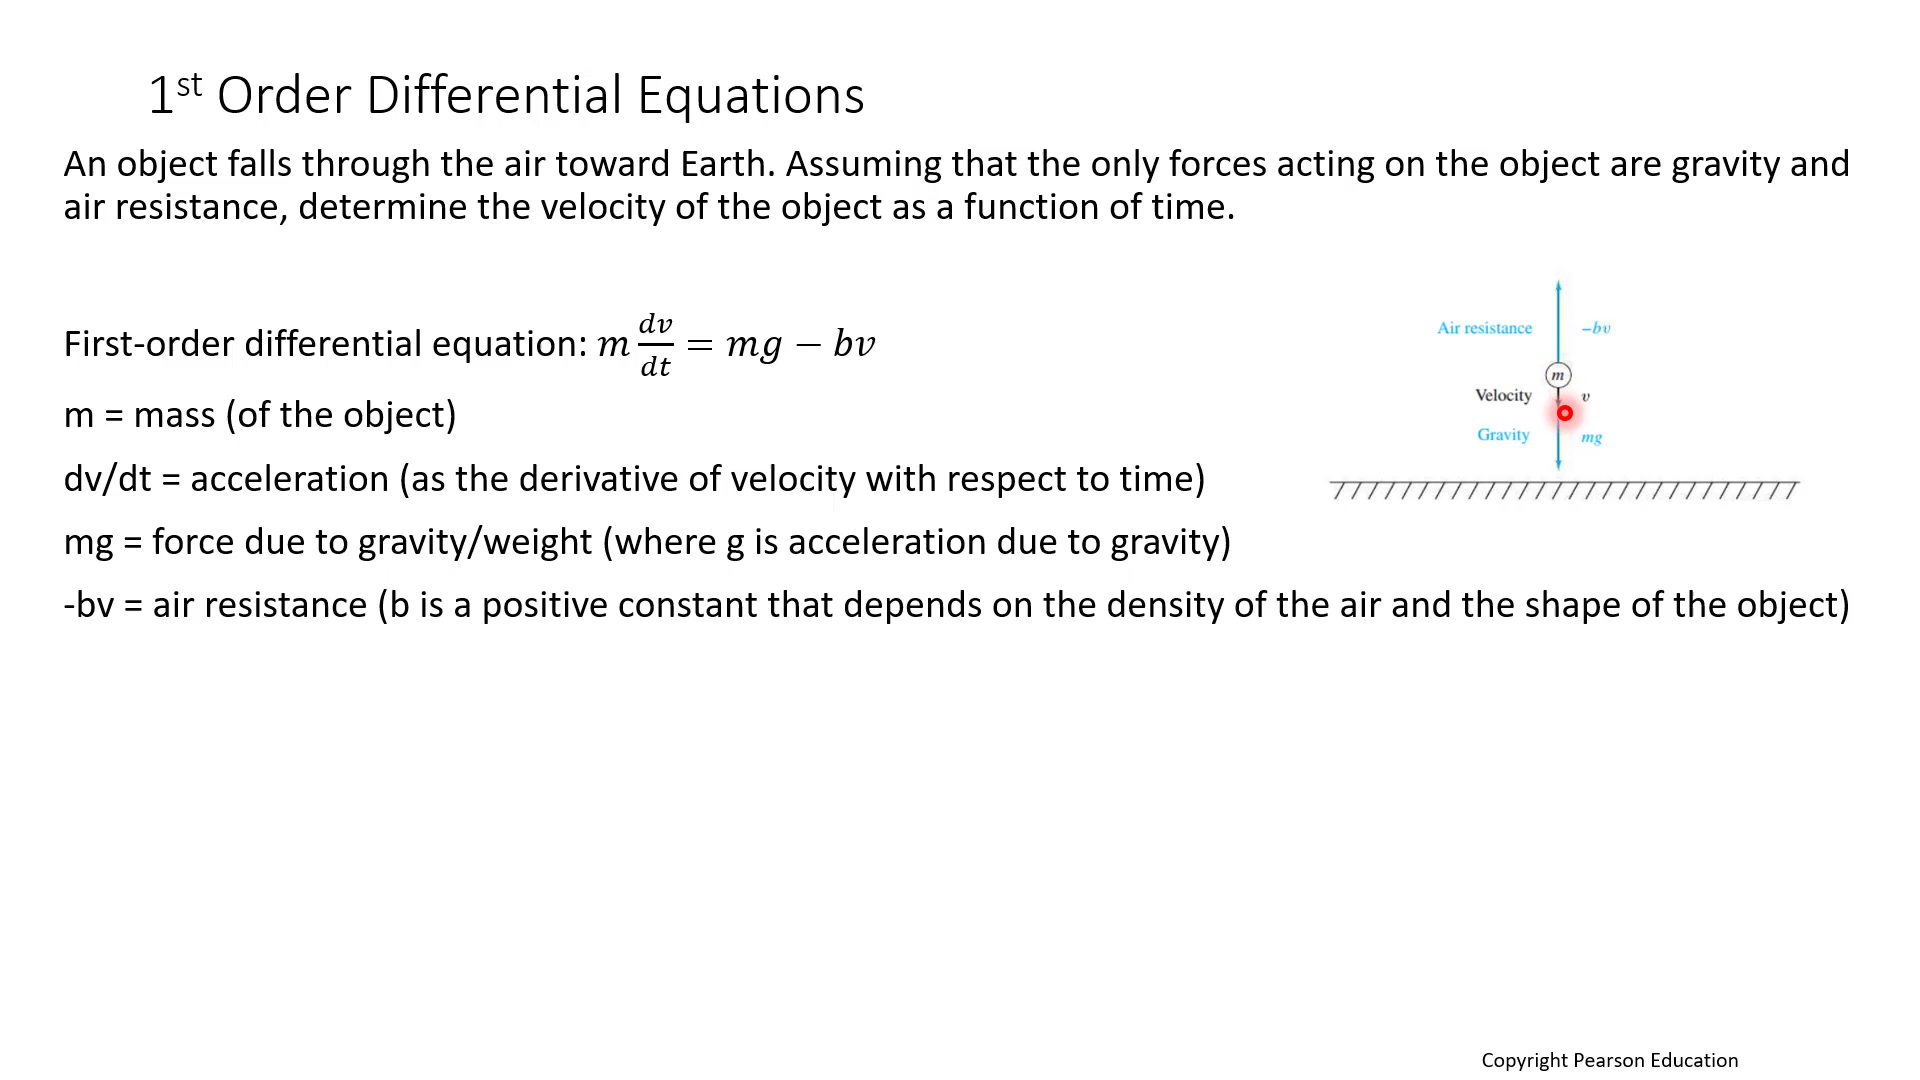 1st Order Differential Equations
An object falls through the air toward Earth. Assuming that the only forces acting on the object are gravity and
air resistance, determine the velocity of the object as a function of time.
First-order differential equation: m dv/dt = mg − bv
m = mass (of the object)
dv/dt = acceleration (as the derivative of velocity with respect to time)
mg = force due to gravity/weight (where g is acceleration due to gravity)
-bv = air resistance (b is a positive constant that depends on the density of the air and the shape of the object)
Air resistance −bv
m
Velocity v
Gravity mg
Copyright Pearson Education